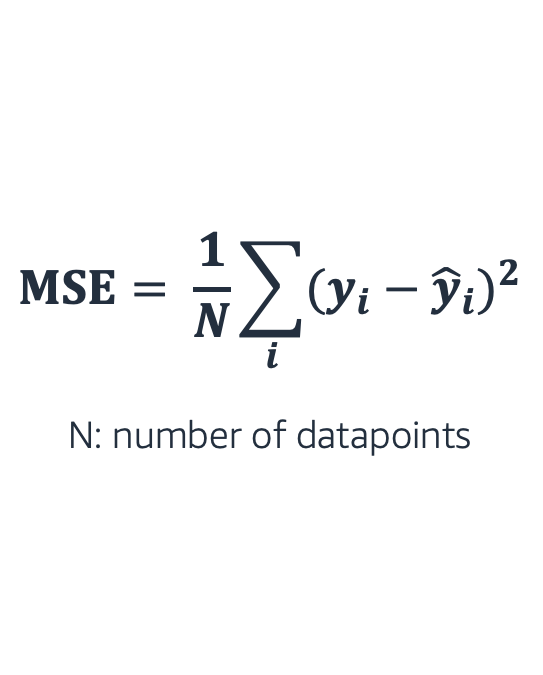 MSE = 1/N ∑_i (y_i − ŷ_i)^2
N: number of datapoints